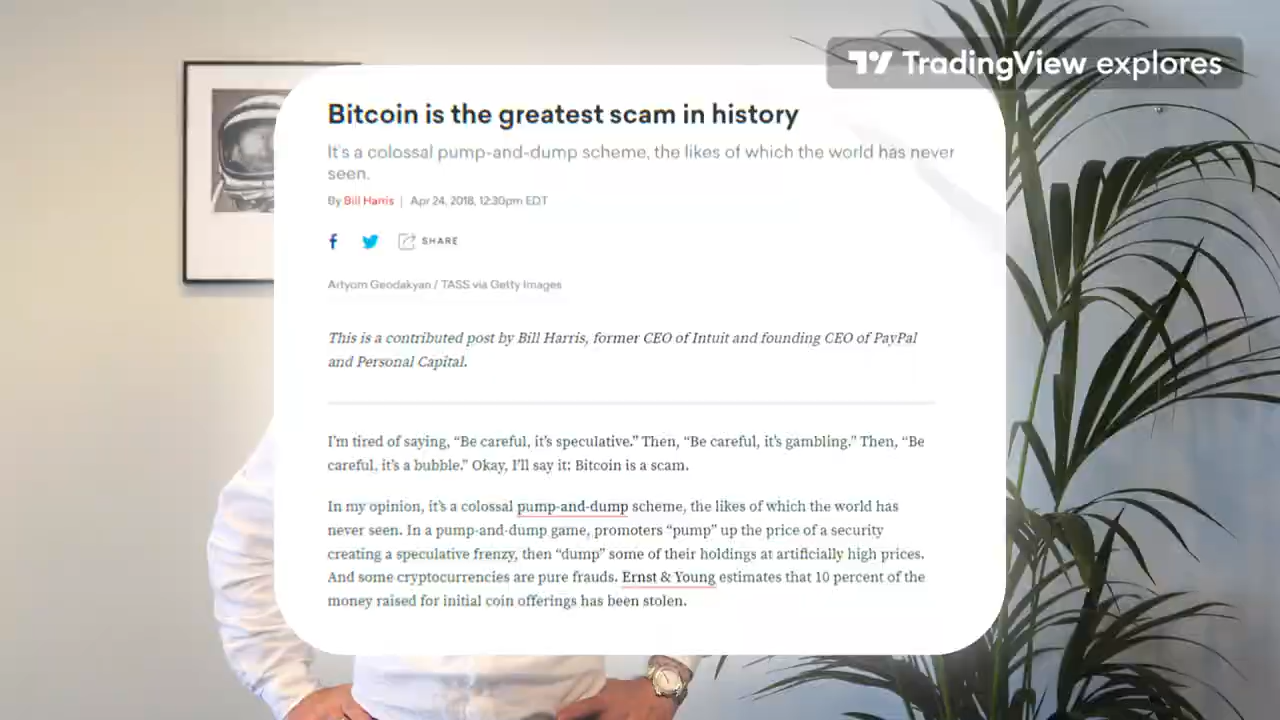 TradingView explores
Bitcoin is the greatest scam in history
It's a colossal pump-and-dump scheme, the likes of which the world has never
seen.
By Bill Harris | Apr 24, 2018, 12:30pm EDT
SHARE
Artyom Geodakyan / TASS via Getty Images
This is a contributed post by Bill Harris, former CEO of Intuit and founding CEO of PayPal
and Personal Capital.
I'm tired of saying, “Be careful, it's speculative.” Then, “Be careful, it's gambling.” Then, “Be
careful, it's a bubble.” Okay, I'll say it: Bitcoin is a scam.
In my opinion, it's a colossal pump-and-dump scheme, the likes of which the world has
never seen. In a pump-and-dump game, promoters “pump” up the price of a security
creating a speculative frenzy, then “dump” some of their holdings at artificially high prices.
And some cryptocurrencies are pure frauds. Ernst & Young estimates that 10 percent of the
money raised for initial coin offerings has been stolen.